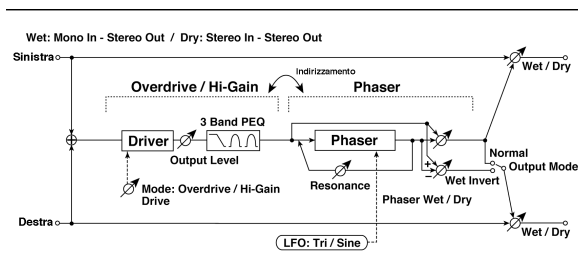 Wet: Mono In - Stereo Out / Dry: Stereo In - Stereo Out
Sinistra
Wet / Dry
Indirizzamento
Overdrive / Hi-Gain
Phaser
3 Band PEQ
Driver
Phaser
Output Level
Normal
Output Mode
+
−
Wet Invert
Resonance
Mode: Overdrive / Hi-Gain
Drive
Phaser Wet / Dry
Destra
Wet / Dry
LFO: Tri / Sine